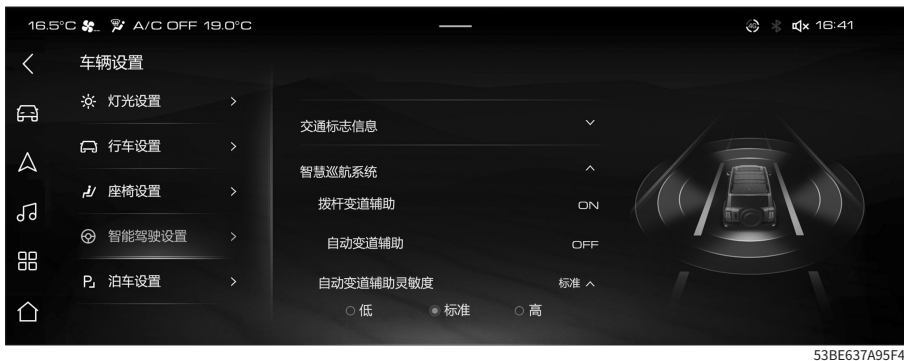 16.5°C A/C OFF 19.0°C 4G 16:41
车辆设置
灯光设置
行车设置
座椅设置
智能驾驶设置
泊车设置
交通标志信息
智慧巡航系统
拨杆变道辅助 ON
自动变道辅助 OFF
自动变道辅助灵敏度 标准
低 标准 高
53BE637A95F4